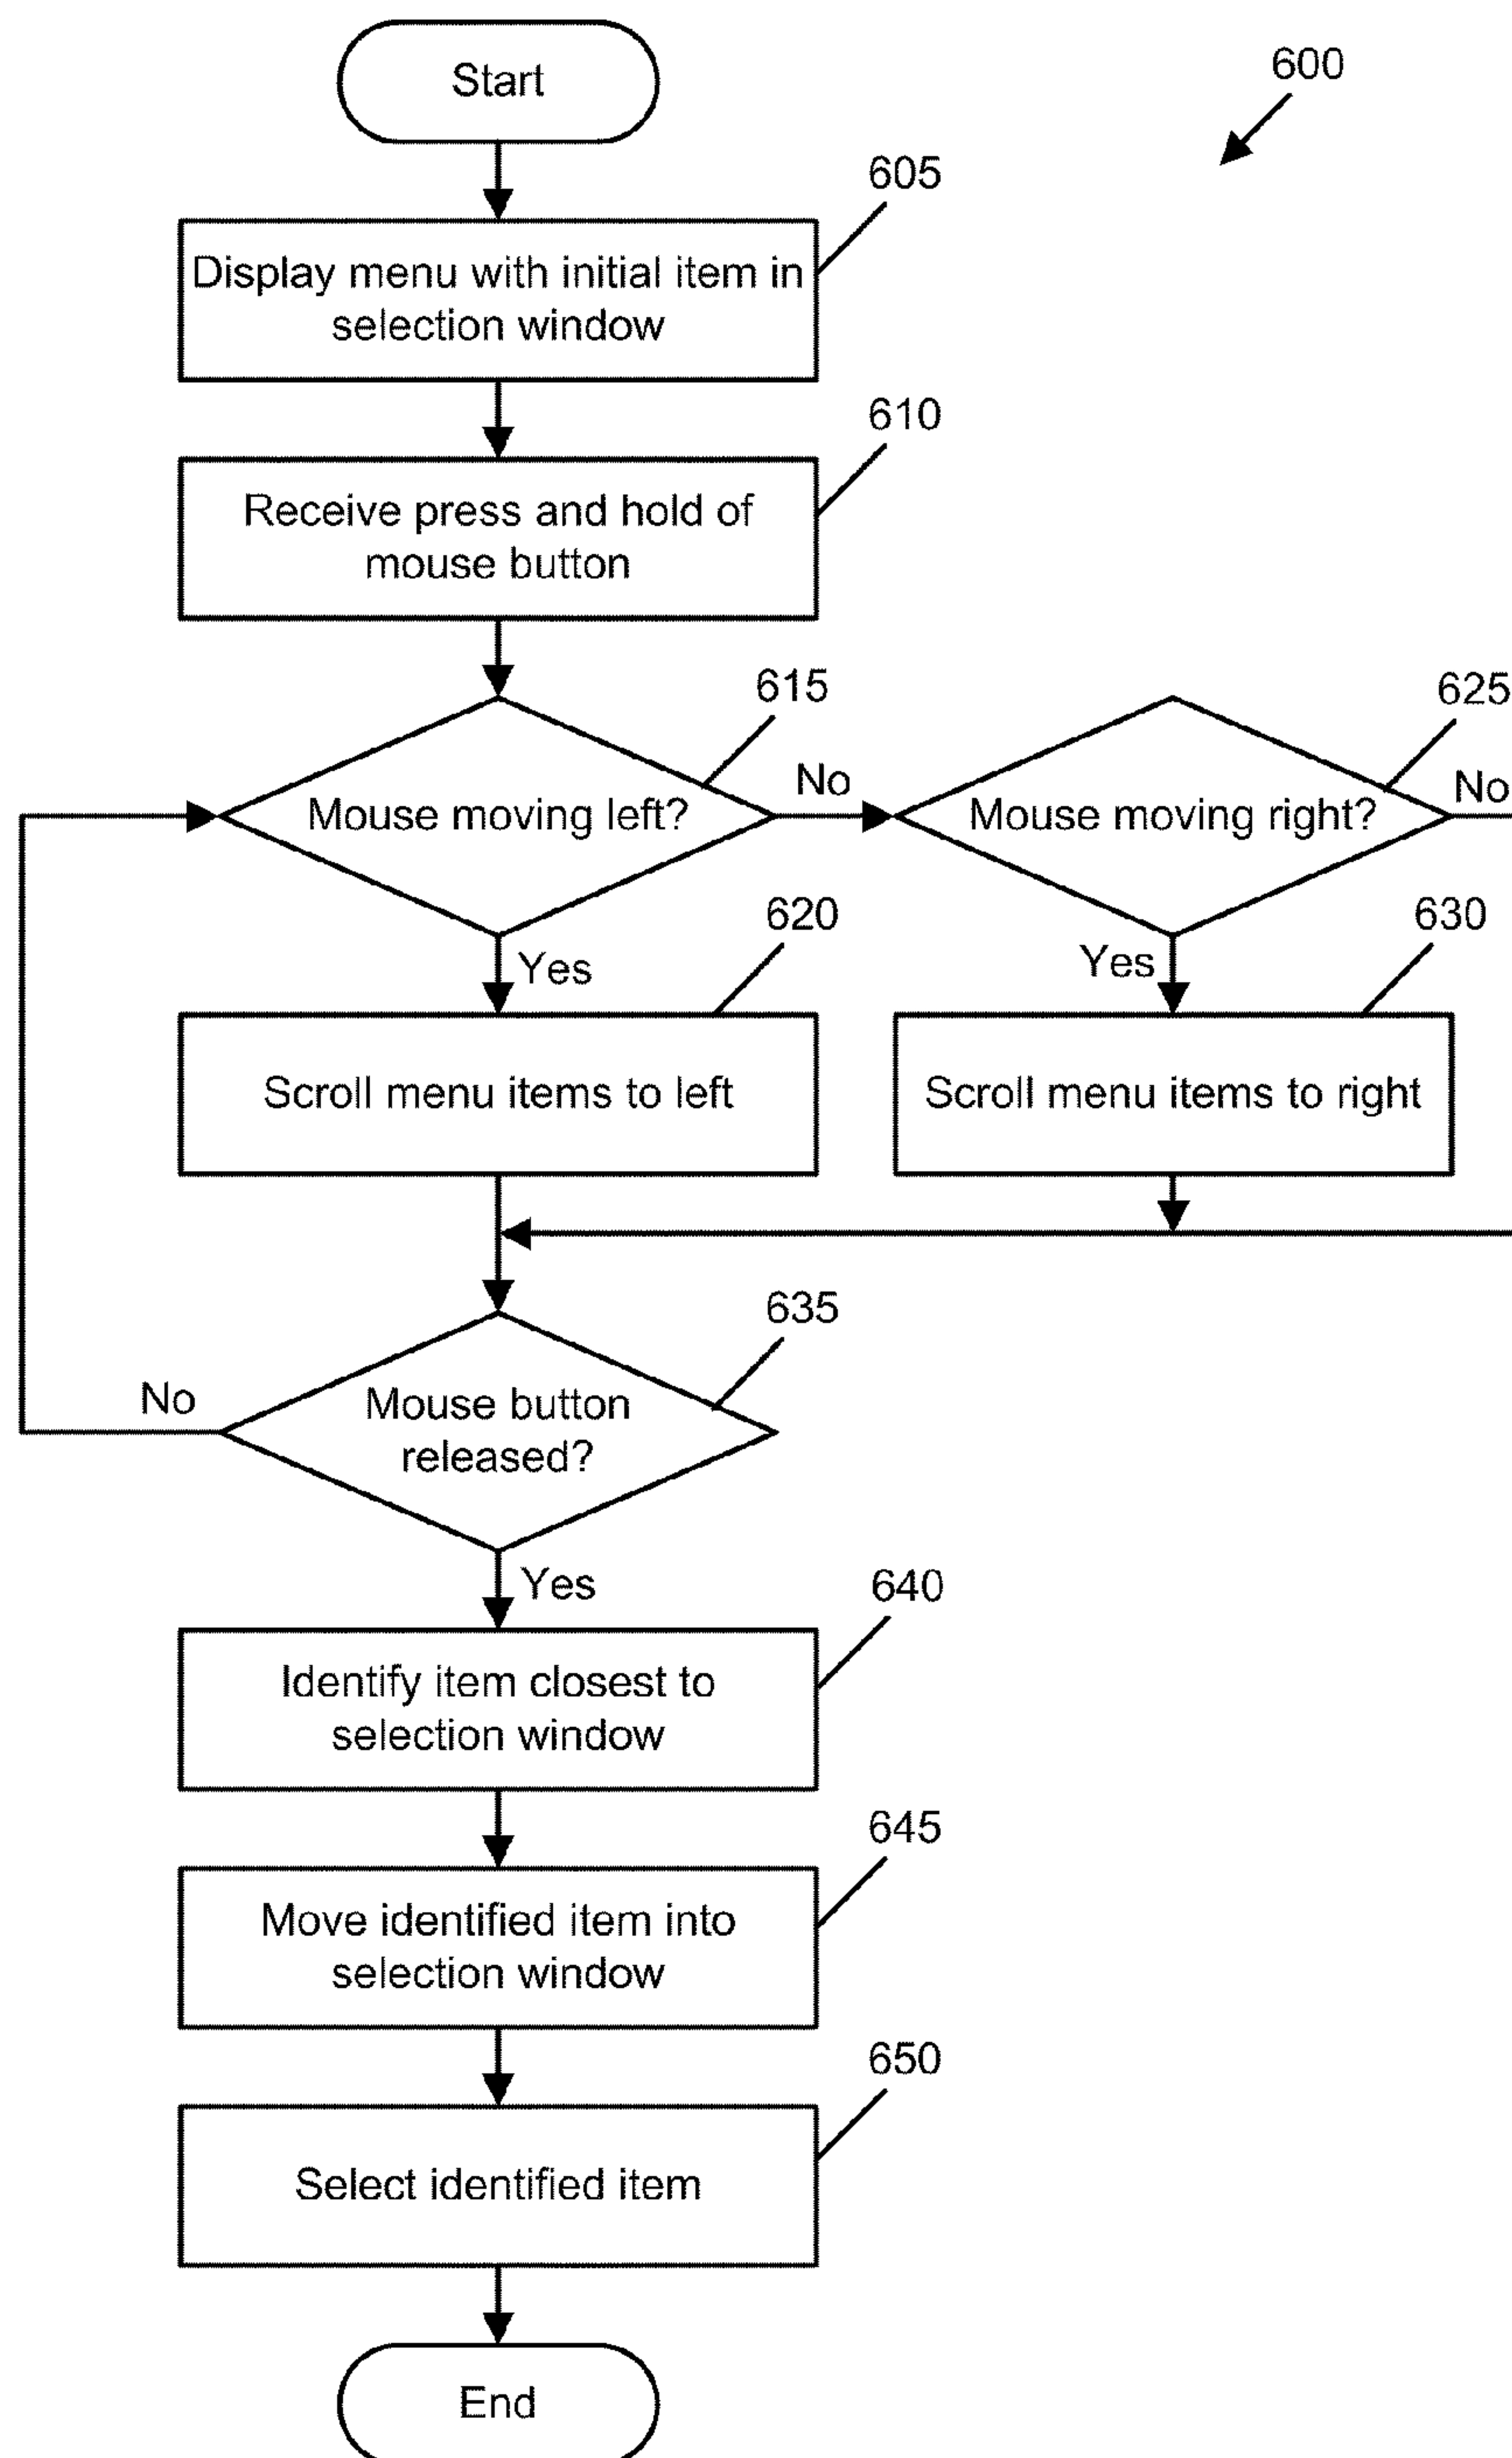 Start
600
605
Display menu with initial item in
selection window
610
Receive press and hold of
mouse button
615
625
Mouse moving left?
No
Mouse moving right?
No
620
630
Yes
Yes
Scroll menu items to left
Scroll menu items to right
635
Mouse button
released?
No
Yes
640
Identify item closest to
selection window
645
Move identified item into
selection window
650
Select identified item
End